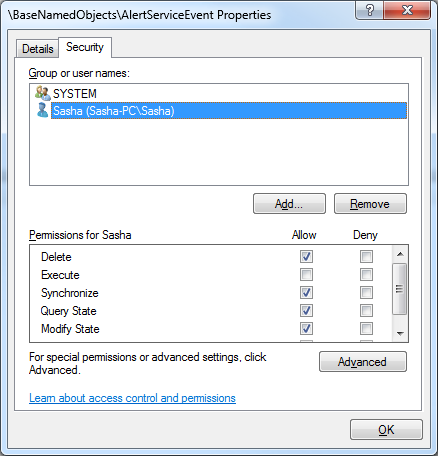 \BaseNamedObjects\AlertServiceEvent Properties
Details Security
Group or user names:
SYSTEM
Sasha (Sasha-PC\Sasha)
Add... Remove
Permissions for Sasha Allow Deny
Delete
Execute
Synchronize
Query State
Modify State
For special permissions or advanced settings, click Advanced
Advanced.
Learn about access control and permissions
OK